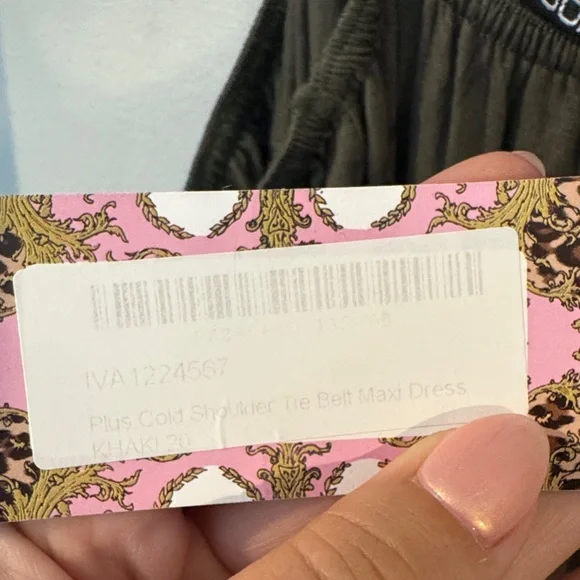 IVA1224567
Plus Cold Shoulder Tie Belt Maxi Dress
KHAKI 20